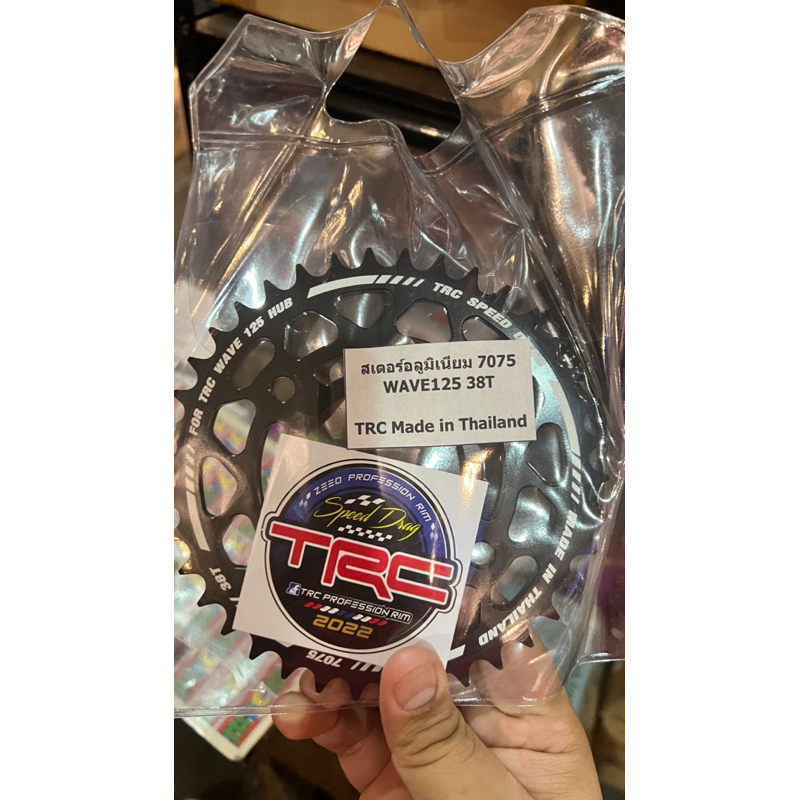 FOR TRC WAVE 125 HUB
TRC SPEED
สเตอร์อลูมิเนียม 7075
WAVE125 38T
TRC Made in Thailand
MADE IN THAILAND
38T
7075
ZEED PROFESSION RIM
Speed Drag
TRC
TRC PROFESSION RIM
2022